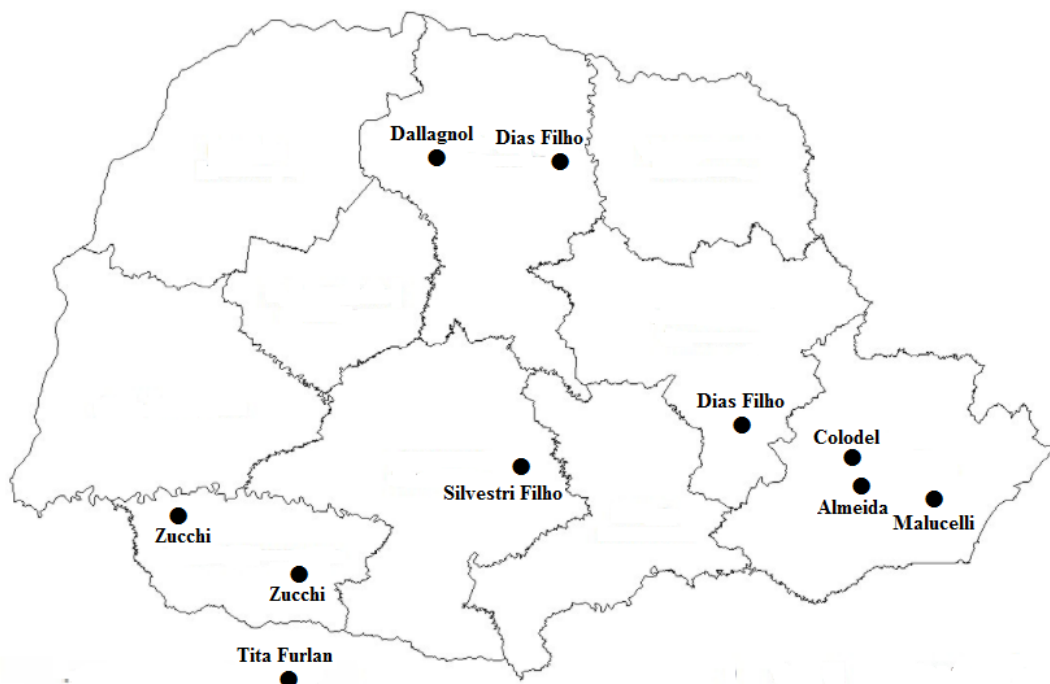 Dallagnol
Dias Filho
Dias Filho
Colodel
Silvestri Filho
Almeida
Malucelli
Zucchi
Zucchi
Tita Furlan